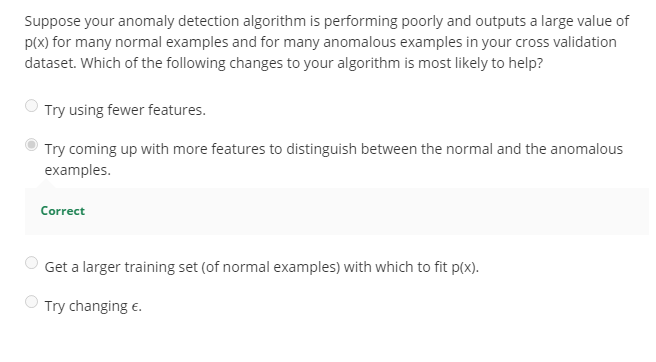 Suppose your anomaly detection algorithm is performing poorly and outputs a large value of
p(x) for many normal examples and for many anomalous examples in your cross validation
dataset. Which of the following changes to your algorithm is most likely to help?
Try using fewer features.
Try coming up with more features to distinguish between the normal and the anomalous
examples.
Correct
Get a larger training set (of normal examples) with which to fit p(x).
Try changing ϵ.